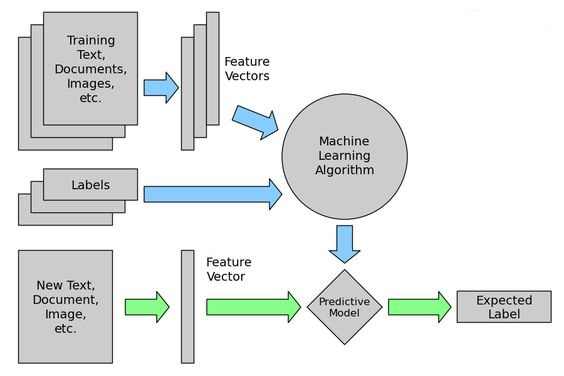 Training
Text,
Documents,
Images,
etc.
Feature
Vectors
Machine
Learning
Algorithm
Labels
New Text,
Document,
Image,
etc.
Feature
Vector
Predictive
Model
Expected
Label